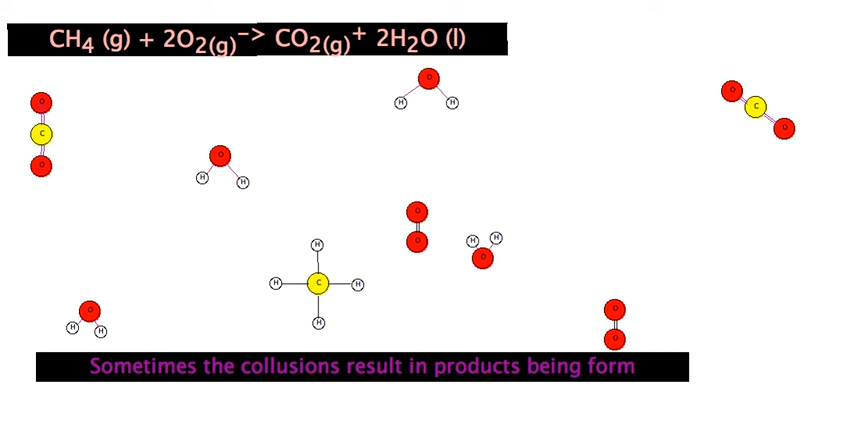 CH4 (g) + 2O2(g) -> CO2(g)+ 2H2O (l)
O
H
H
O
C
O
O
C
O
O
H
H
O
O
H
H
O
H
H
C
H
H
O
H
H
H
O
O
Sometimes the collusions result in products being form